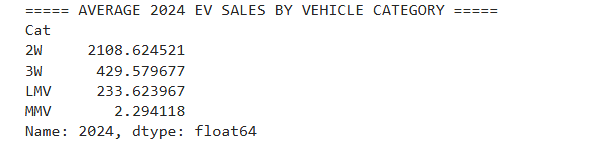 ===== AVERAGE 2024 EV SALES BY VEHICLE CATEGORY =====
Cat
2W     2108.624521
3W      429.579677
LMV     233.623967
MMV       2.294118
Name: 2024, dtype: float64